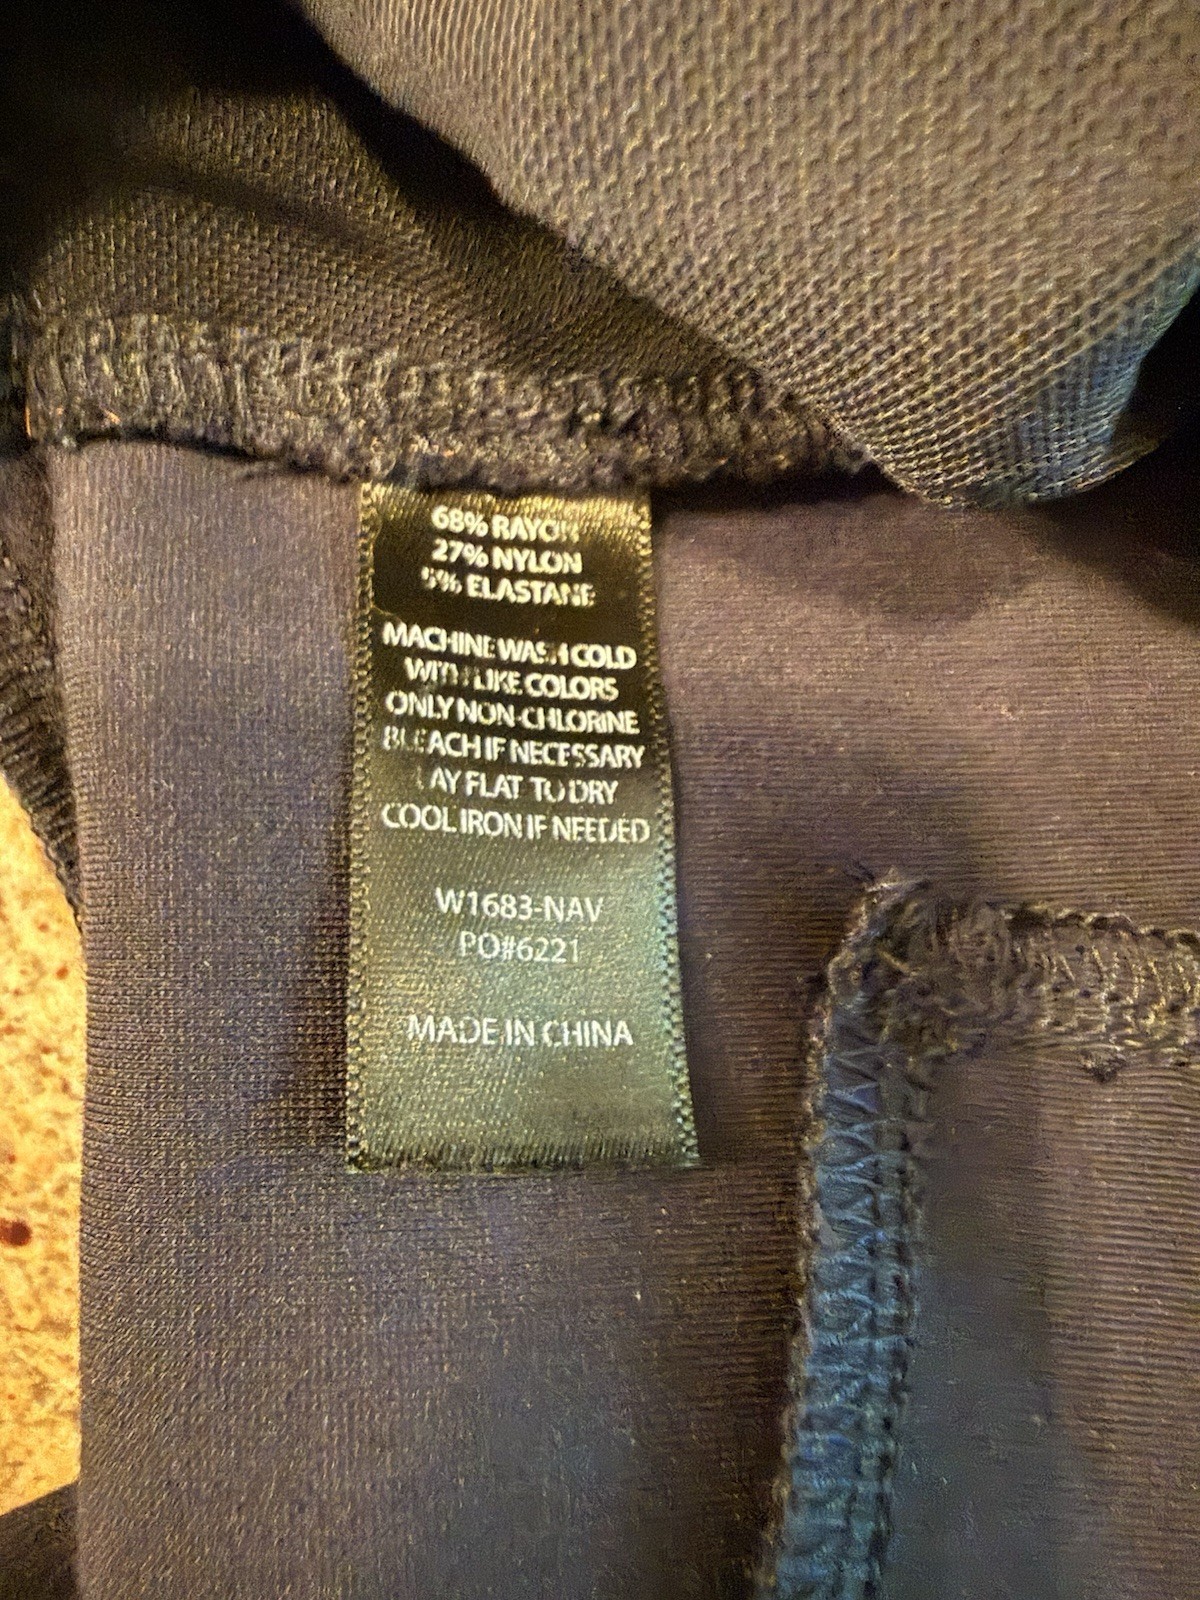 68% RAYON
27% NYLON
5% ELASTANE
MACHINE WASH COLD
WITH LIKE COLORS
ONLY NON-CHLORINE
BLEACH IF NECESSARY
LAY FLAT TO DRY
COOL IRON IF NEEDED
W1683-NAV
PO#6221
MADE IN CHINA